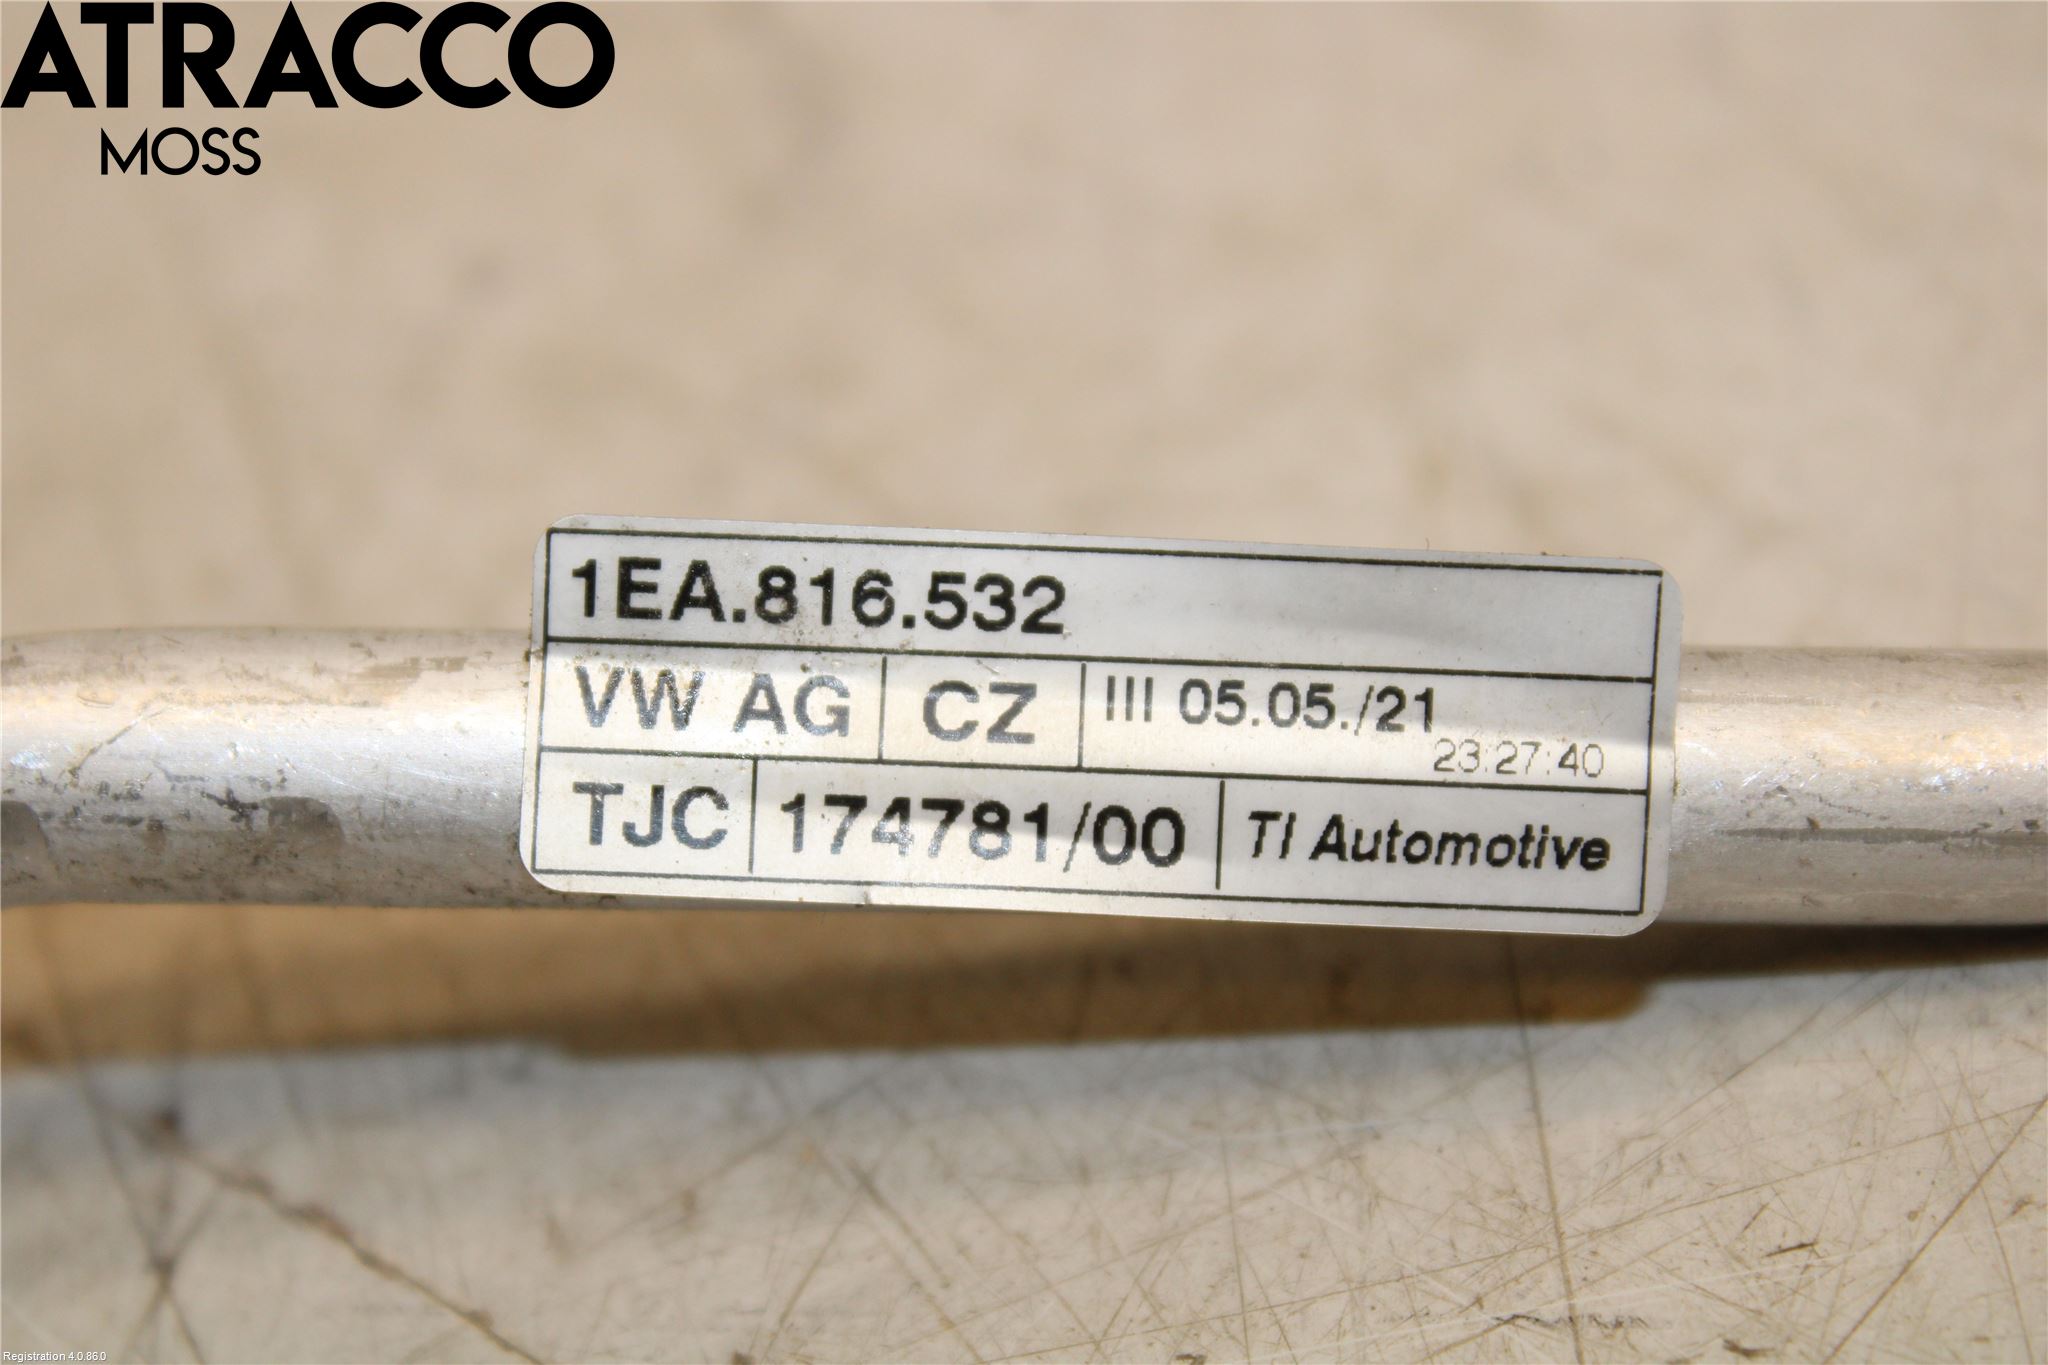 ATRACCO
MOSS
1EA.816.532
VW AG CZ III 05.05./21
23:27:40
TJC 174781/00 TI Automotive
Registration 4.0.86.0